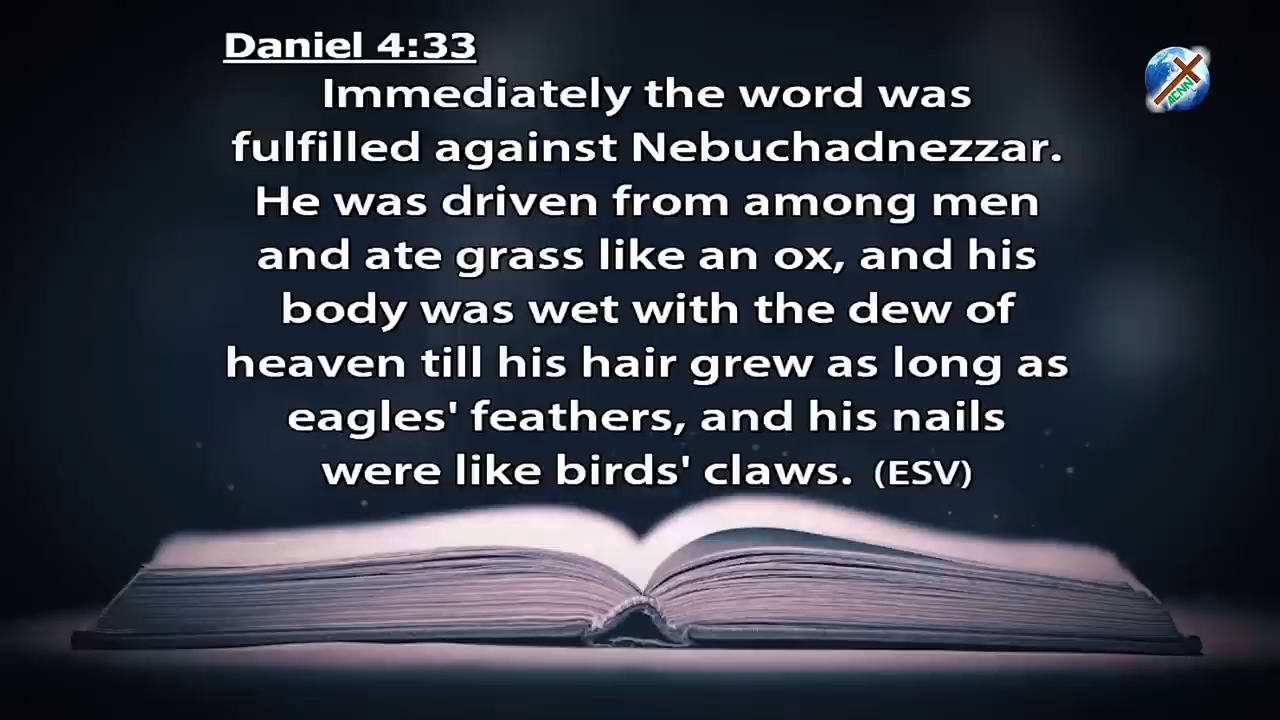 Daniel 4:33
Immediately the word was
fulfilled against Nebuchadnezzar.
He was driven from among men
and ate grass like an ox, and his
body was wet with the dew of
heaven till his hair grew as long as
eagles' feathers, and his nails
were like birds' claws. (ESV)
ACNN